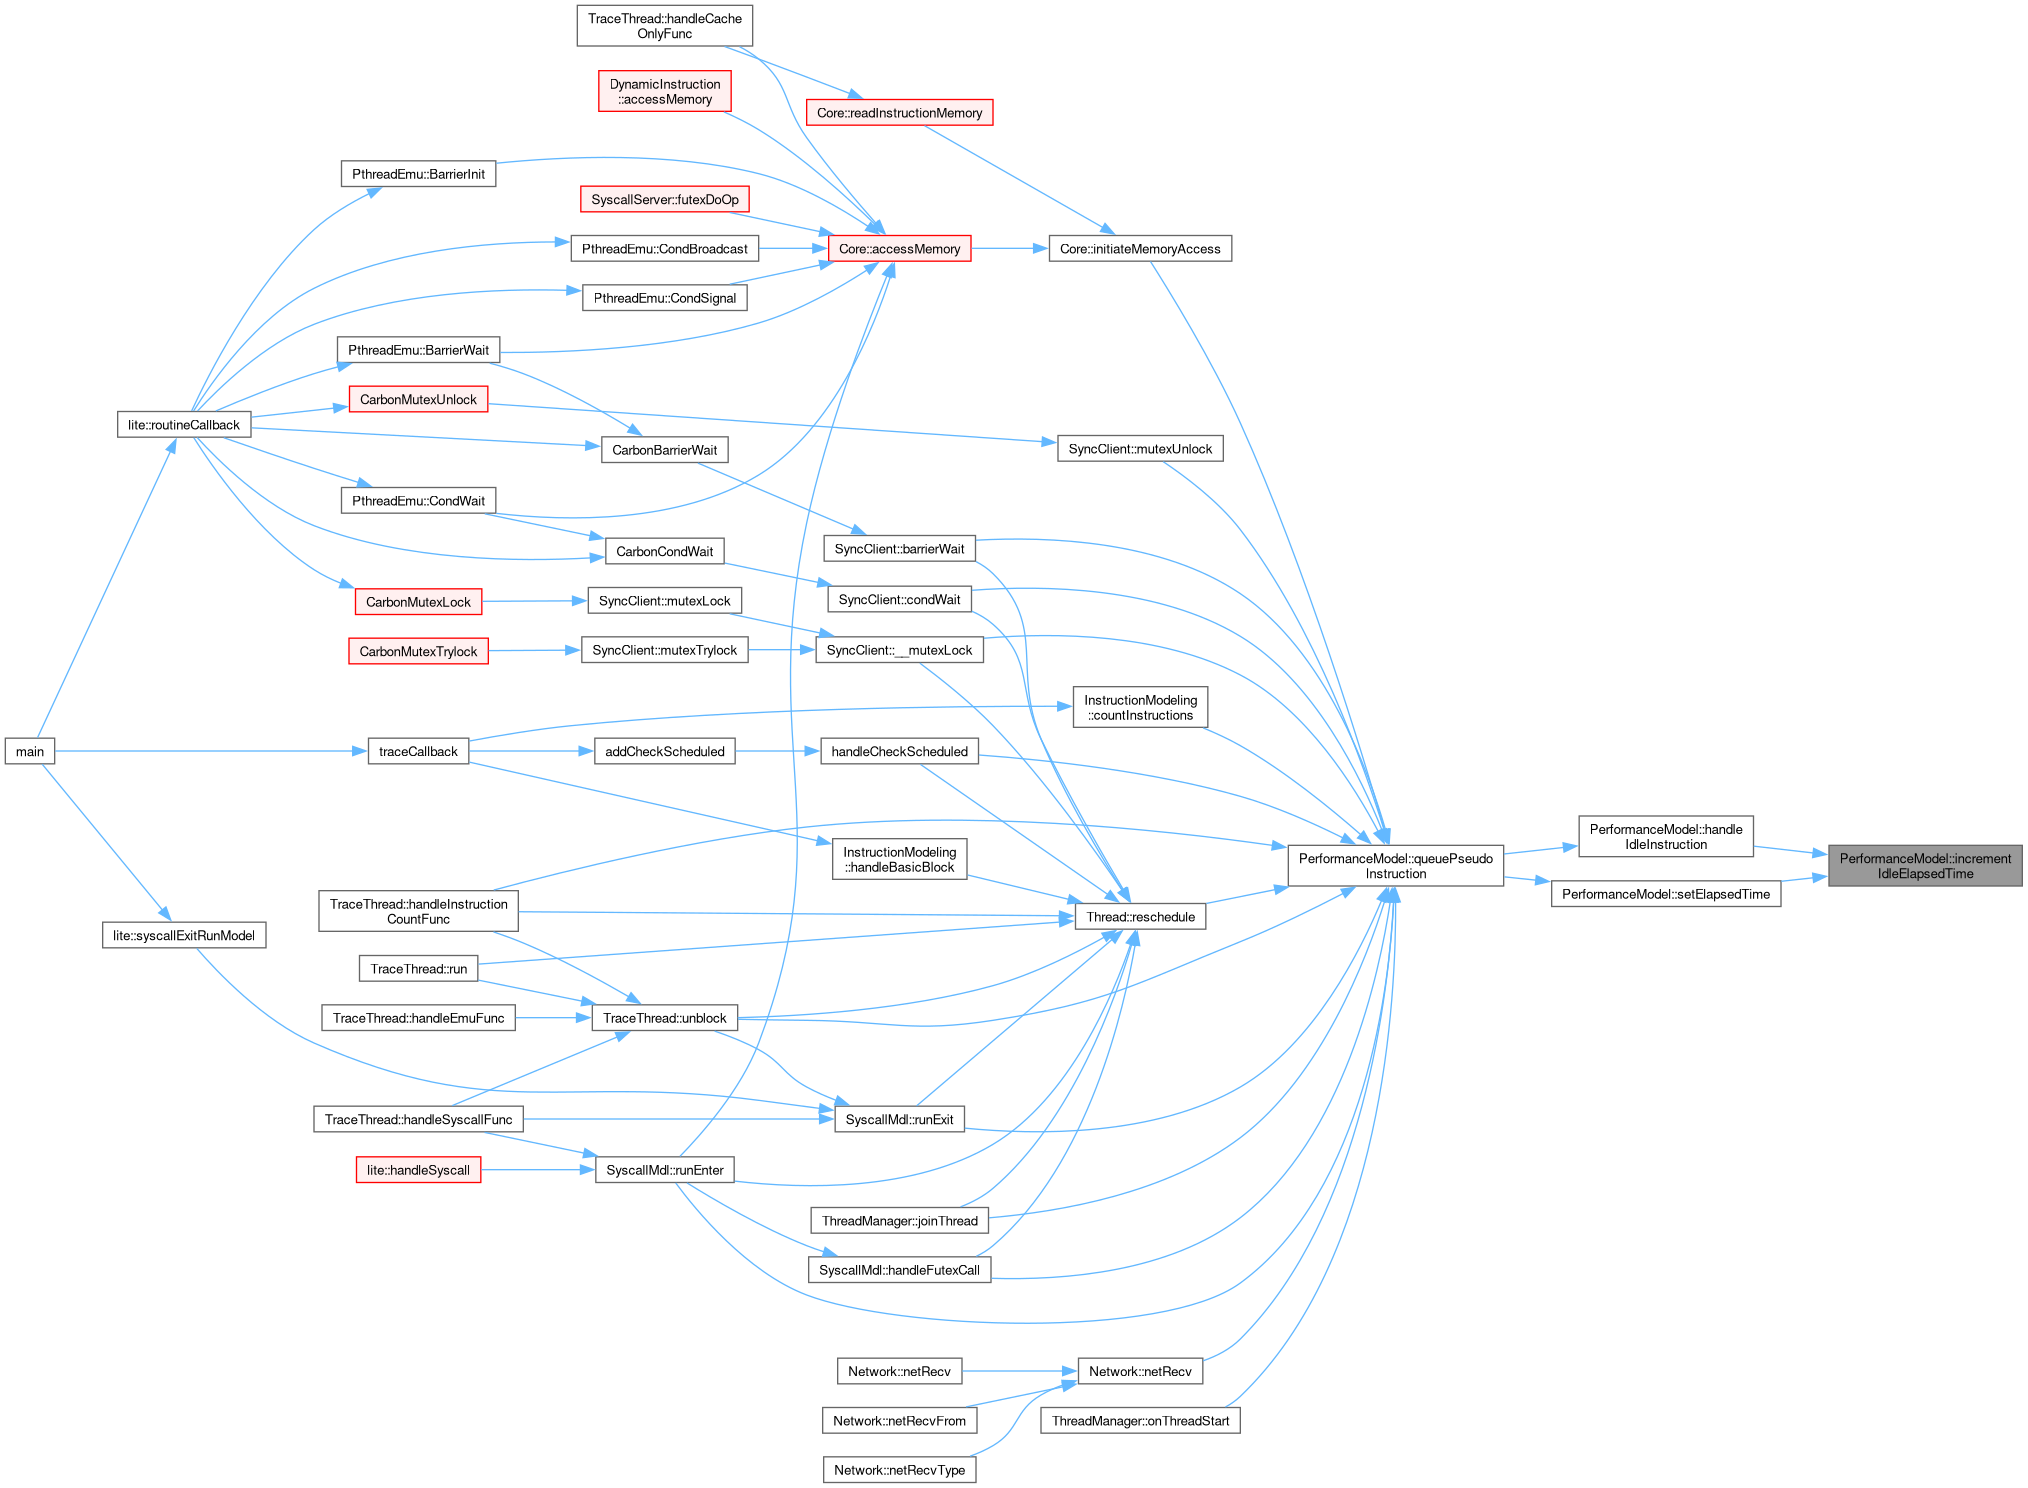 TraceThread::handleCache
OnlyFunc
DynamicInstruction
::accessMemory
Core::readInstructionMemory
PthreadEmu::BarrierInit
SyscallServer::futexDoOp
PthreadEmu::CondBroadcast
Core::accessMemory
Core::initiateMemoryAccess
PthreadEmu::CondSignal
PthreadEmu::BarrierWait
CarbonMutexUnlock
lite::routineCallback
CarbonBarrierWait
SyncClient::mutexUnlock
PthreadEmu::CondWait
CarbonCondWait
SyncClient::barrierWait
CarbonMutexLock
SyncClient::mutexLock
SyncClient::condWait
CarbonMutexTrylock
SyncClient::mutexTrylock
SyncClient::__mutexLock
InstructionModeling
::countInstructions
main
traceCallback
addCheckScheduled
handleCheckScheduled
InstructionModeling
::handleBasicBlock
PerformanceModel::queuePseudo
Instruction
PerformanceModel::handle
IdleInstruction
PerformanceModel::increment
IdleElapsedTime
PerformanceModel::setElapsedTime
TraceThread::handleInstruction
CountFunc
Thread::reschedule
lite::syscallExitRunModel
TraceThread::run
TraceThread::handleEmuFunc
TraceThread::unblock
TraceThread::handleSyscallFunc
SyscallMdl::runExit
lite::handleSyscall
SyscallMdl::runEnter
ThreadManager::joinThread
SyscallMdl::handleFutexCall
Network::netRecv
Network::netRecv
Network::netRecvFrom
ThreadManager::onThreadStart
Network::netRecvType